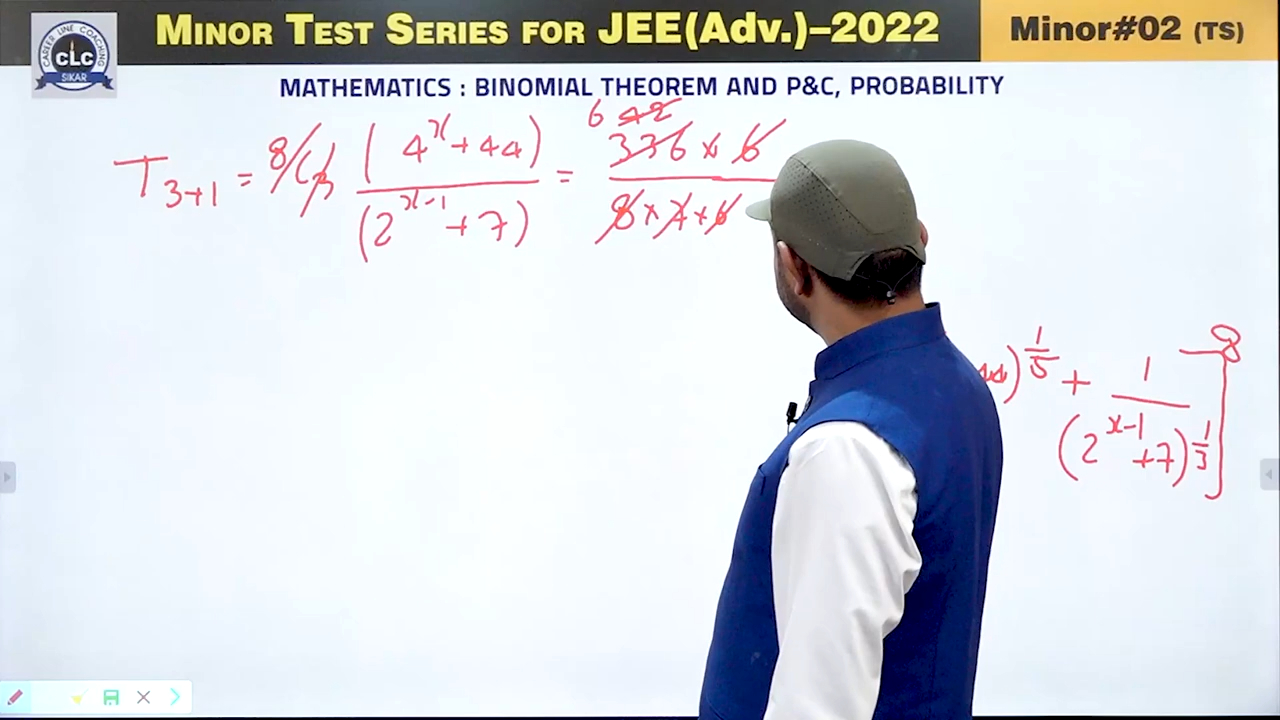 CAREER LINE COACHING
CLC
SIKAR
MINOR TEST SERIES FOR JEE(Adv.)–2022
Minor#02 (TS)
MATHEMATICS : BINOMIAL THEOREM AND P&C, PROBABILITY
T₃₊₁ = ⁸C₃ (4ˣ+44) / (2ˣ⁻¹+7) = 336 × 6 / 8×7×6
6 42
44)^(1/5) + 1 / (2ˣ⁻¹+7)^(1/3) ] 8